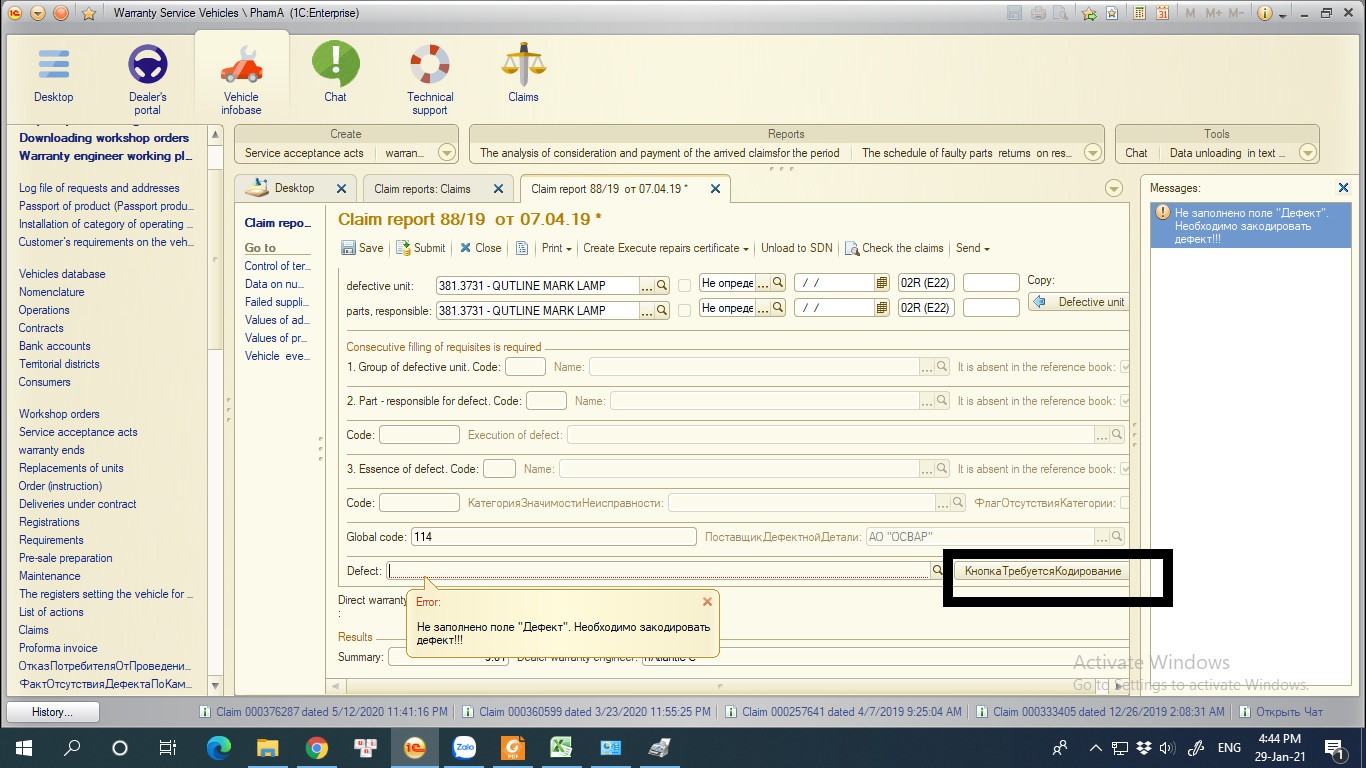 Warranty Service Vehicles \ PhamA (1C:Enterprise)
M M+ M-
Desktop
Dealer's portal
Vehicle infobase
Chat
Technical support
Claims
Downloading workshop orders
Warranty engineer working pl...
Log file of requests and addresses
Passport of product (Passport produ...
Installation of category of operating ...
Customer's requirements on the veh...
Vehicles database
Nomenclature
Operations
Contracts
Bank accounts
Territorial districts
Consumers
Workshop orders
Service acceptance acts
warranty ends
Replacements of units
Order (instruction)
Deliveries under contract
Registrations
Requirements
Pre-sale preparation
Maintenance
The registers setting the vehicle for ...
List of actions
Claims
Proforma invoice
ОтказПотребителяОтПроведени...
ФактОтсутствияДефектаПоКам...
Create
Service acceptance acts warran...
Reports
The analysis of consideration and payment of the arrived claimsfor the period The schedule of faulty parts returns on res...
Tools
Chat Data unloading in text ...
Desktop
Claim reports: Claims
Claim report 88/19 от 07.04.19 *
Claim repo...
Go to
Control of ter...
Data on nu...
Failed suppli...
Values of ad...
Values of pr...
Vehicle eve...
Claim report 88/19 от 07.04.19 *
Save Submit Close Print Create Execute repairs certificate Unload to SDN Check the claims Send
defective unit: 381.3731 - QUTLINE MARK LAMP ... Не опреде ... / / 02R (E22) Copy:
parts, responsible: 381.3731 - QUTLINE MARK LAMP ... Не опреде ... / / 02R (E22) Defective unit
Consecutive filling of requisites is required
1. Group of defective unit. Code: Name: ... It is absent in the reference book:
2. Part - responsible for defect. Code: Name: ... It is absent in the reference book:
Code: Execution of defect: ...
3. Essence of defect. Code: Name: ... It is absent in the reference book:
Code: КатегорияЗначимостиНеисправности: ... ФлагОтсутствияКатегории:
Global code: 114 ПоставщикДефектнойДетали: АО "ОСВАР" ...
Defect: КнопкаТребуетсяКодирование
Direct warranty
:
Error:
Не заполнено поле "Дефект". Необходимо закодировать
дефект!!!
Results
Summary: Dealer warranty engineer:
Messages:
Не заполнено поле "Дефект".
Необходимо закодировать
дефект!!!
Activate Windows
Go to Settings to activate Windows.
History...
Claim 000376287 dated 5/12/2020 11:41:16 PM
Claim 000360599 dated 3/23/2020 11:55:25 PM
Claim 000257641 dated 4/7/2019 9:25:04 AM
Claim 000333405 dated 12/26/2019 2:08:31 AM
Открыть Чат
Zalo
PDF
ENG
4:44 PM
29-Jan-21
1